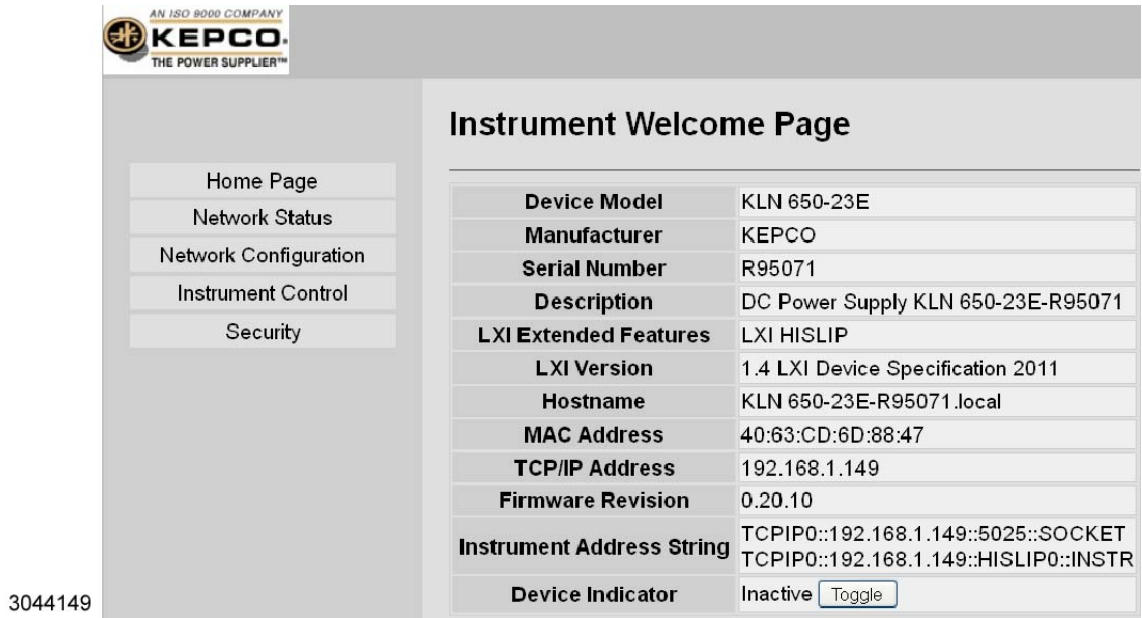 AN ISO 9000 COMPANY
KEPCO®
THE POWER SUPPLIER™
Instrument Welcome Page
Home Page
Network Status
Network Configuration
Instrument Control
Security
Device Model KLN 650-23E
Manufacturer KEPCO
Serial Number R95071
Description DC Power Supply KLN 650-23E-R95071
LXI Extended Features LXI HISLIP
LXI Version 1.4 LXI Device Specification 2011
Hostname KLN 650-23E-R95071.local
MAC Address 40:63:CD:6D:88:47
TCP/IP Address 192.168.1.149
Firmware Revision 0.20.10
Instrument Address String TCPIP0::192.168.1.149::5025::SOCKET
TCPIP0::192.168.1.149::HISLIP0::INSTR
Device Indicator Inactive Toggle
3044149